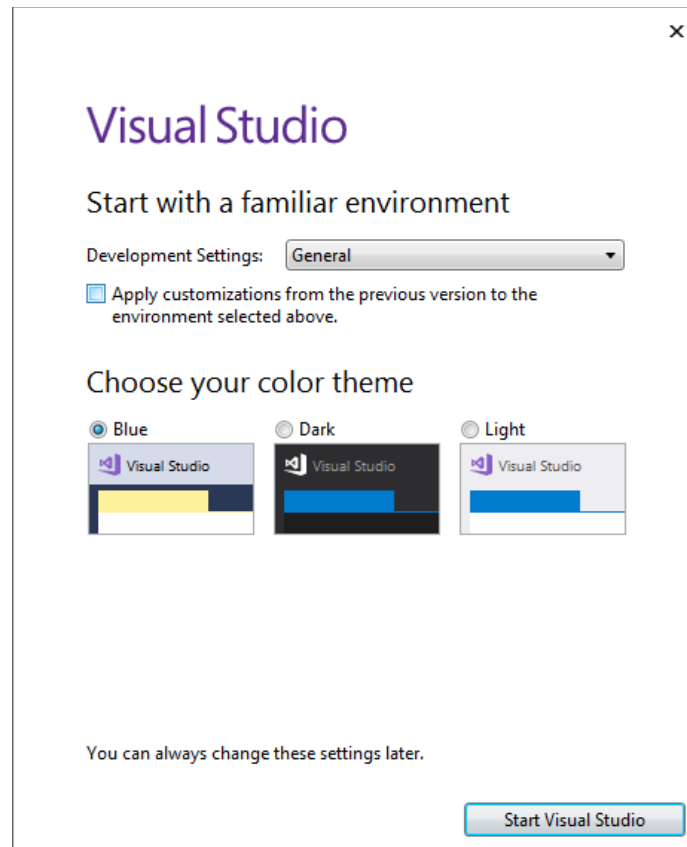 Visual Studio
Start with a familiar environment
Development Settings: General
Apply customizations from the previous version to the
environment selected above.
Choose your color theme
Blue Dark Light
Visual Studio Visual Studio Visual Studio
You can always change these settings later.
Start Visual Studio